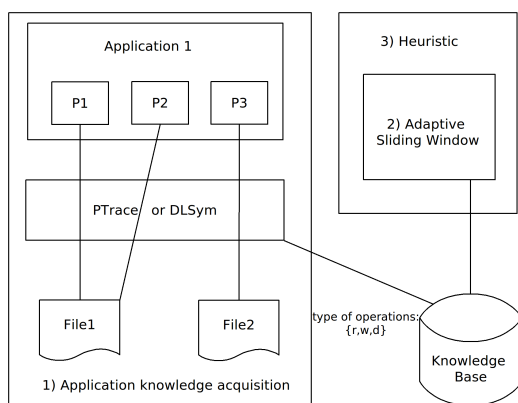 Application 1
P1
P2
P3
PTrace or DLSym
File1
File2
1) Application knowledge acquisition
3) Heuristic
2) Adaptive
Sliding Window
type of operations:
{r,w,d}
Knowledge
Base